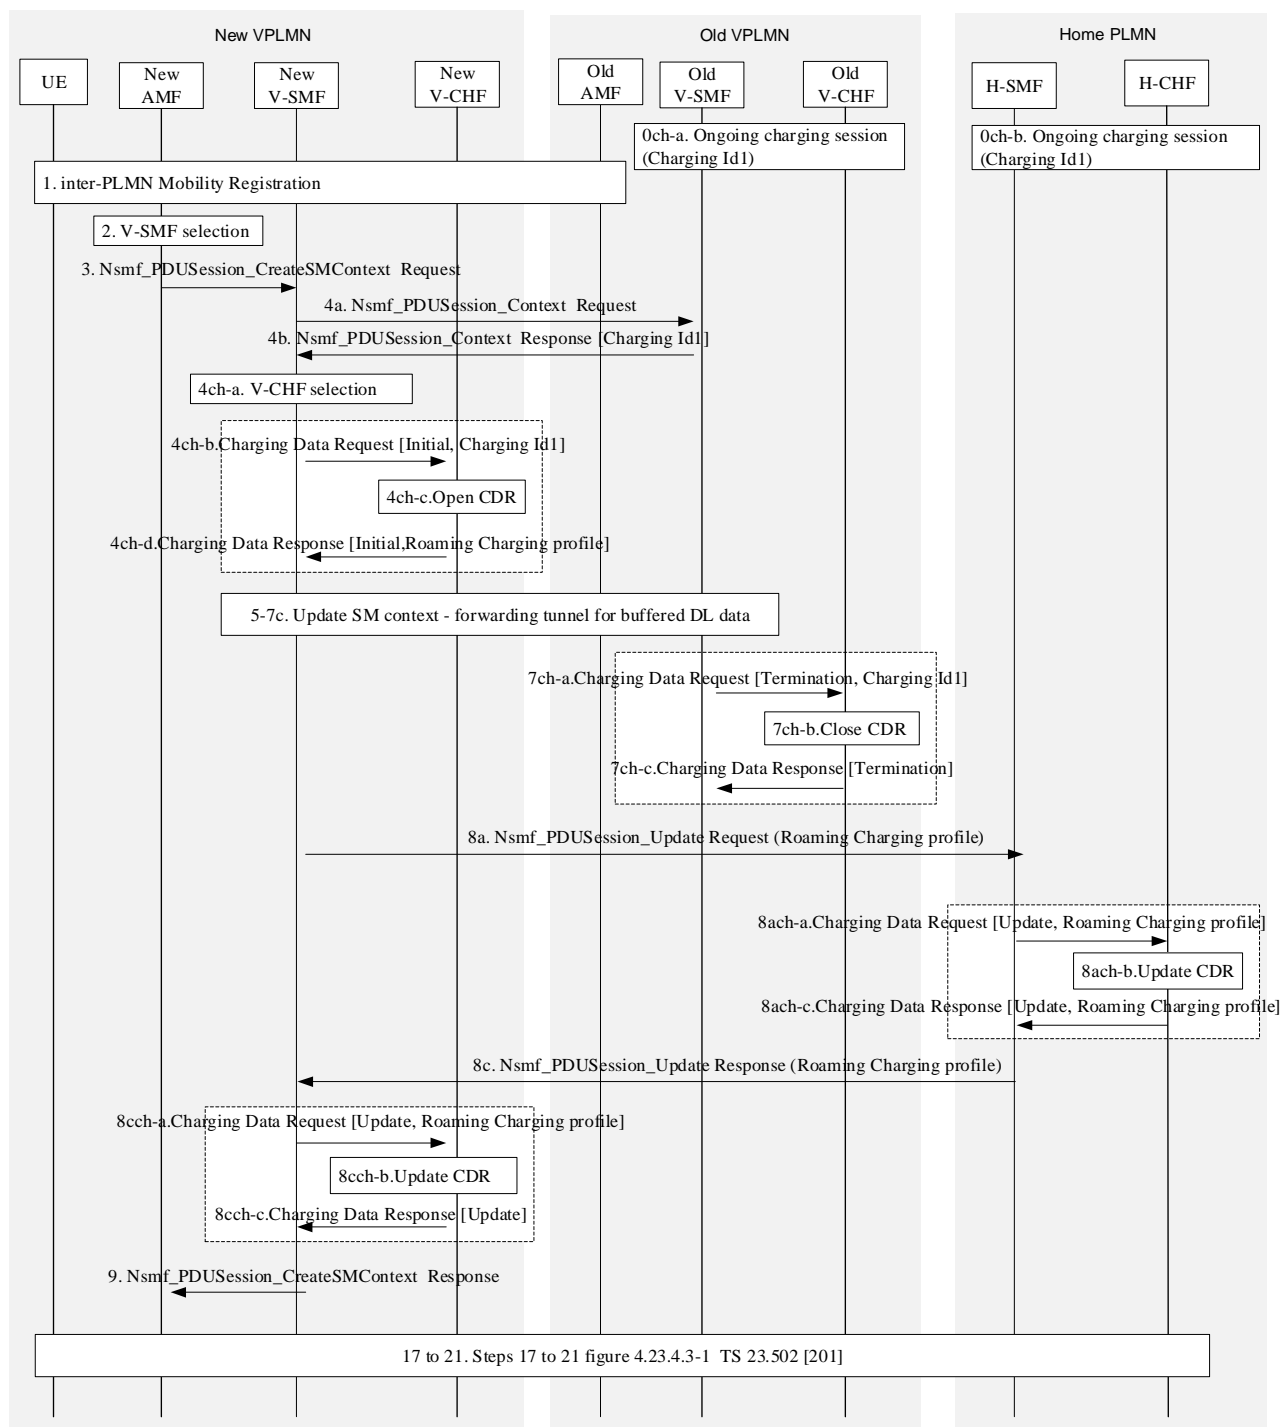 New VPLMN
Old VPLMN
Home PLMN
UE
New
AMF
New
V-SMF
New
V-CHF
Old
AMF
Old
V-SMF
Old
V-CHF
H-SMF
H-CHF
0ch-a. Ongoing charging session
(Charging Id1)
0ch-b. Ongoing charging session
(Charging Id1)
1. inter-PLMN Mobility Registration
2. V-SMF selection
3. Nsmf_PDUSession_CreateSMContext Request
4a. Nsmf_PDUSession_Context Request
4b. Nsmf_PDUSession_Context Response [Charging Id1]
4ch-a. V-CHF selection
4ch-b.Charging Data Request [Initial, Charging Id1]
4ch-c.Open CDR
4ch-d.Charging Data Response [Initial,Roaming Charging profile]
5-7c. Update SM context - forwarding tunnel for buffered DL data
7ch-a.Charging Data Request [Termination, Charging Id1]
7ch-b.Close CDR
7ch-c.Charging Data Response [Termination]
8a. Nsmf_PDUSession_Update Request (Roaming Charging profile)
8ach-a.Charging Data Request [Update, Roaming Charging profile]
8ach-b.Update CDR
8ach-c.Charging Data Response [Update, Roaming Charging profile]
8c. Nsmf_PDUSession_Update Response (Roaming Charging profile)
8cch-a.Charging Data Request [Update, Roaming Charging profile]
8cch-b.Update CDR
8cch-c.Charging Data Response [Update]
9. Nsmf_PDUSession_CreateSMContext Response
17 to 21. Steps 17 to 21 figure 4.23.4.3-1 TS 23.502 [201]